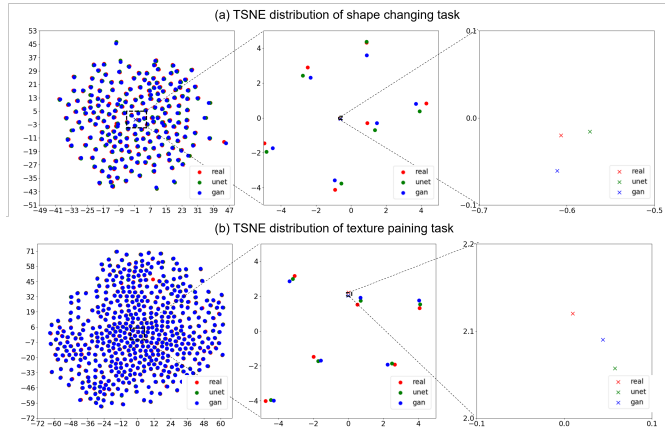 (a) TSNE distribution of shape changing task
53
45
37
29
21
13
5
-3
-11
-19
-27
-35
-43
-51
-49 -41 -33 -25 -17 -9 -1 7 15 23 31 39 47
real
unet
gan
4
2
0
-2
-4
-4 -2 0 2 4
real
unet
gan
0.1
0.0
-0.1
-0.7 -0.6 -0.5
real
unet
gan
(b) TSNE distribution of texture paining task
71
58
45
32
19
6
-7
-20
-33
-46
-59
-72
-72 -60 -48 -36 -24 -12 0 12 24 36 48 60
real
unet
gan
4
2
0
-2
-4
-4 -2 0 2 4
real
unet
gan
2.2
2.1
2.0
-0.1 0.0 0.1
real
unet
gan